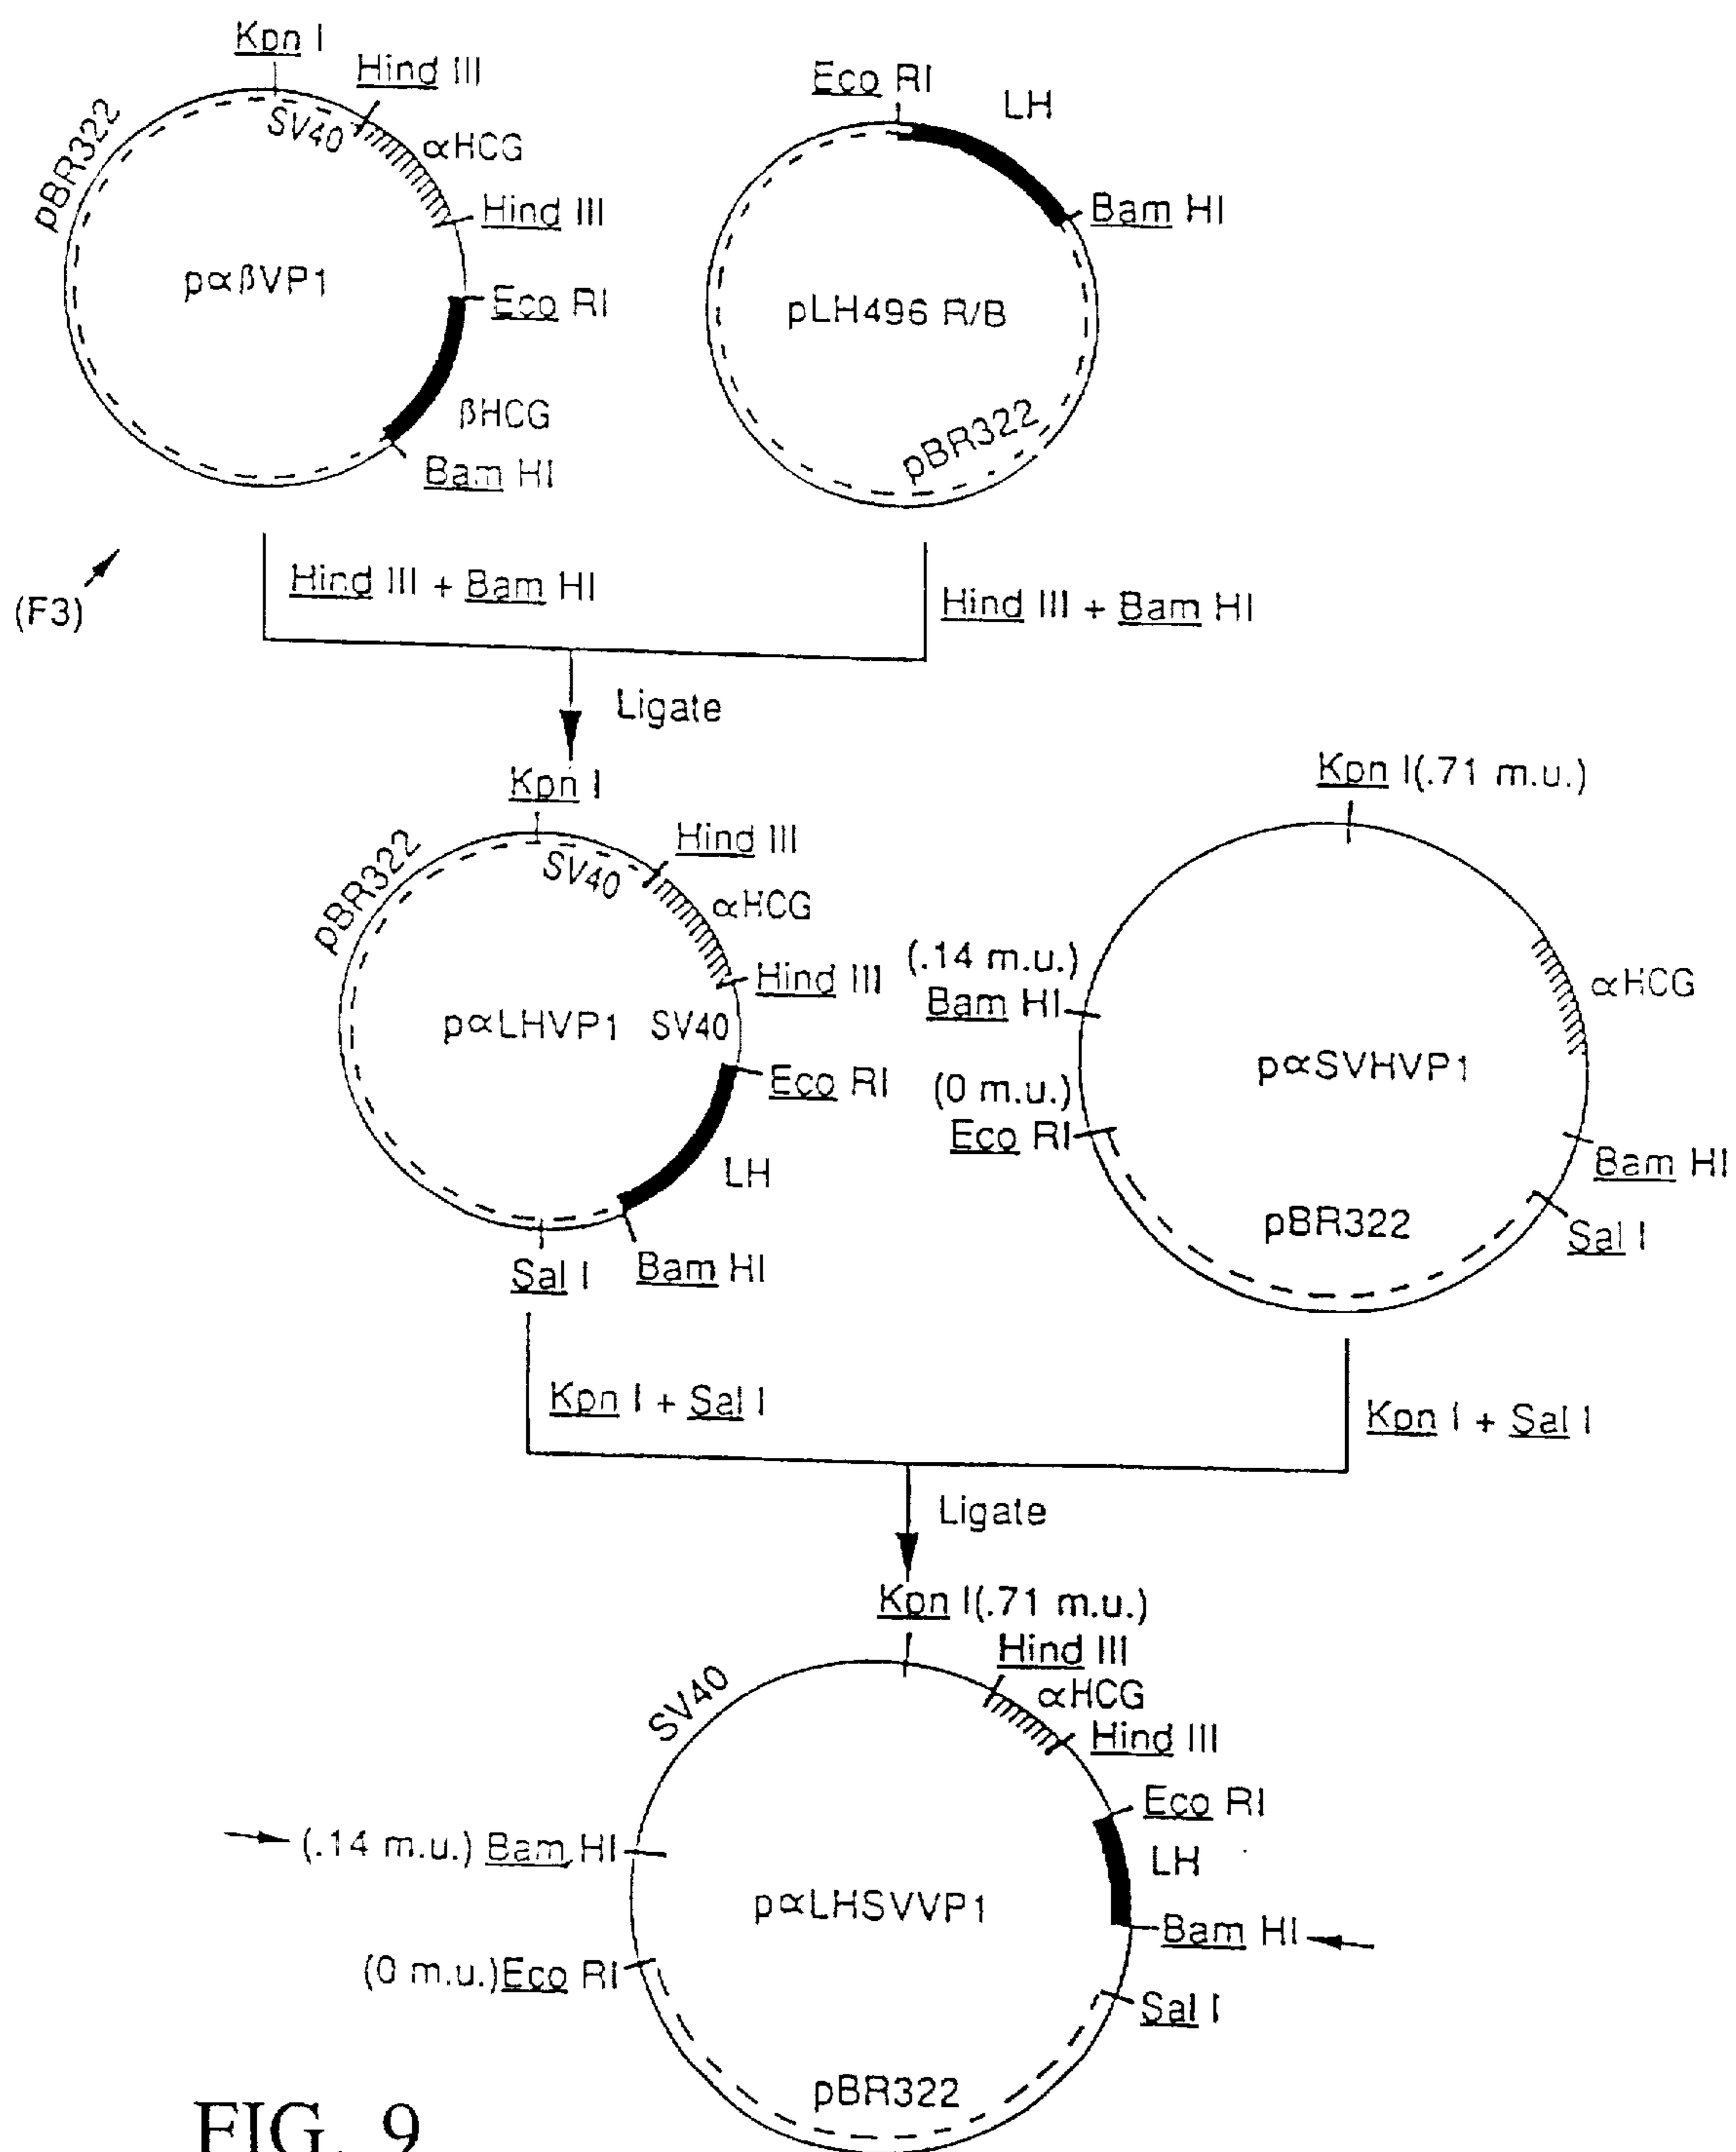 Kpn I
Hind III
SV40
αHCG
pBR322
Hind III
pαβVP1
Eco RI
βHCG
Bam HI
Eco RI
LH
Bam HI
pLH496 R/B
pBR322
(F3)
Hind III + Bam HI
Hind III + Bam HI
Ligate
Kpn I
Hind III
pBR322
SV40
αHCG
Hind III
pαLHVP1
SV40
Eco RI
LH
Bam HI
Sal I
Kpn I(.71 m.u.)
αHCG
(.14 m.u.)
Bam HI
pαSVHVP1
(0 m.u.)
Eco RI
Bam HI
Sal I
pBR322
Kpn I + Sal I
Kpn I + Sal I
Ligate
Kpn I(.71 m.u.)
Hind III
αHCG
Hind III
SV40
Eco RI
LH
(.14 m.u.) Bam HI
pαLHSVVP1
Bam HI
(0 m.u.)Eco RI
Sal I
pBR322
FIG. 9